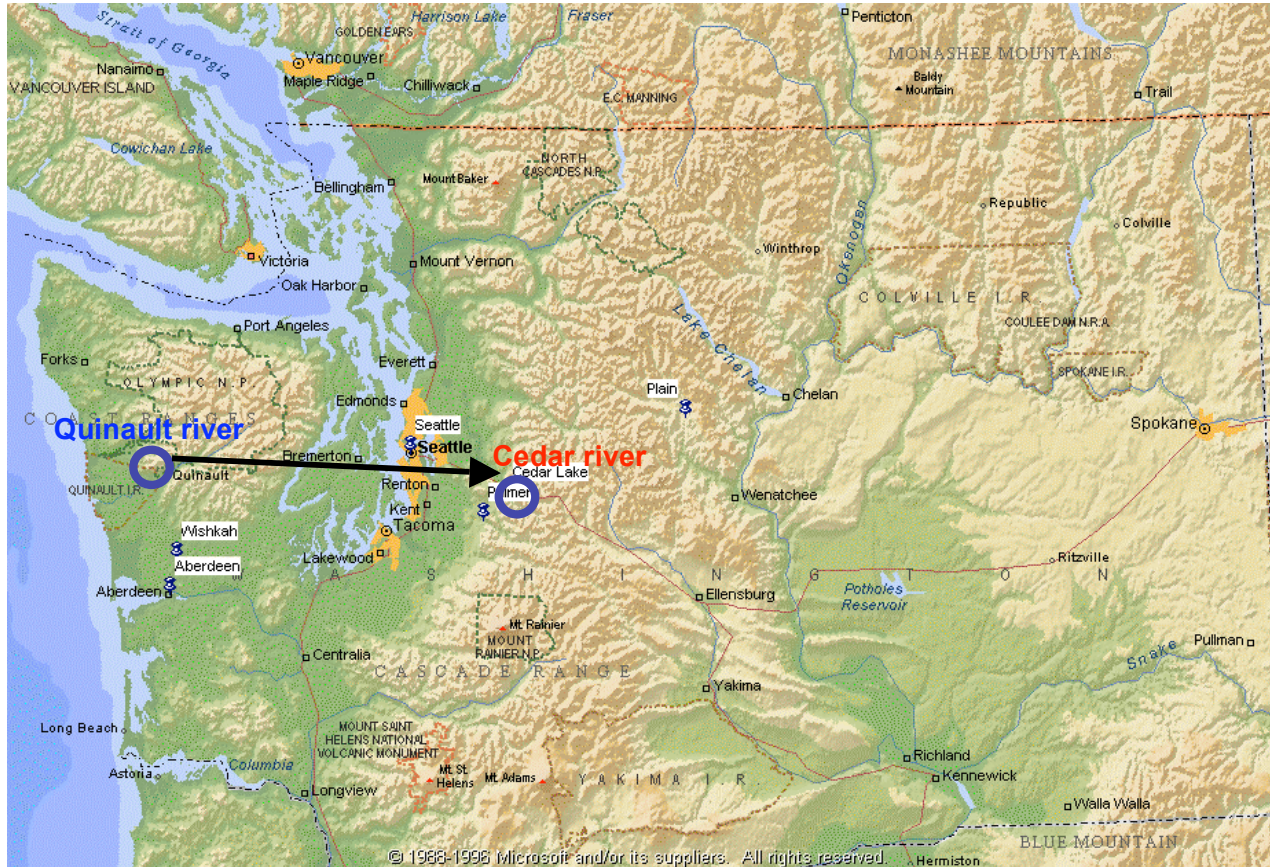 Strait of Georgia
Harrison Lake
Fraser
GOLDEN EARS
Penticton
MONASHEE MOUNTAINS
Vancouver
Nanaimo
Maple Ridge
Chilliwack
VANCOUVER ISLAND
Baldy
Mountain
Trail
E.C. MANNING
Cowichan Lake
NORTH
CASCADES N.P.
Mount Baker
Bellingham
Republic
Colville
Victoria
Mount Vernon
Winthrop
Okenogen
Oak Harbor
COLVILLE I.R.
Port Angeles
COULEE DAM N.R.A.
Lake Chelan
Forks
Everett
SPOKANE I.R.
OLYMPIC N.P.
Plain
Chelan
Edmonds
COAST RANGES
Seattle
Spokane
Quinault river
Seattle
Bremerton
Cedar river
Quinault
Cedar Lake
QUINAULT I.R.
Renton
Palmer
Wenatchee
Kent
Tacoma
Wishkah
Lakewood
Ritzville
Aberdeen
WASHINGTON
Aberdeen
Ellensburg
Potholes
Reservoir
Mt. Rainier
MOUNT
RAINIER N.P.
Pullman
Centralia
Snake
CASCADE RANGE
Yakima
Long Beach
MOUNT SAINT
HELENS NATIONAL
VOLCANIC MONUMENT
Richland
Astoria
Columbia
Mt. St.
Helens
Mt. Adams
YAKIMA I.R.
Kennewick
Longview
Walla Walla
BLUE MOUNTAIN
© 1988-1996 Microsoft and/or its suppliers. All rights reserved.
Hermiston